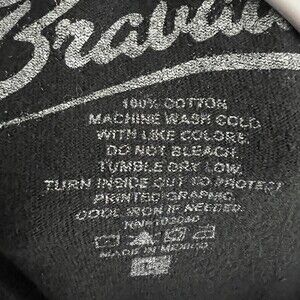 Bravado
100% COTTON
MACHINE WASH COLD
WITH LIKE COLORS.
DO NOT BLEACH.
TUMBLE DRY LOW.
TURN INSIDE OUT TO PROTECT
PRINTED GRAPHIC.
COOL IRON IF NEEDED.
MADE IN MEXICO